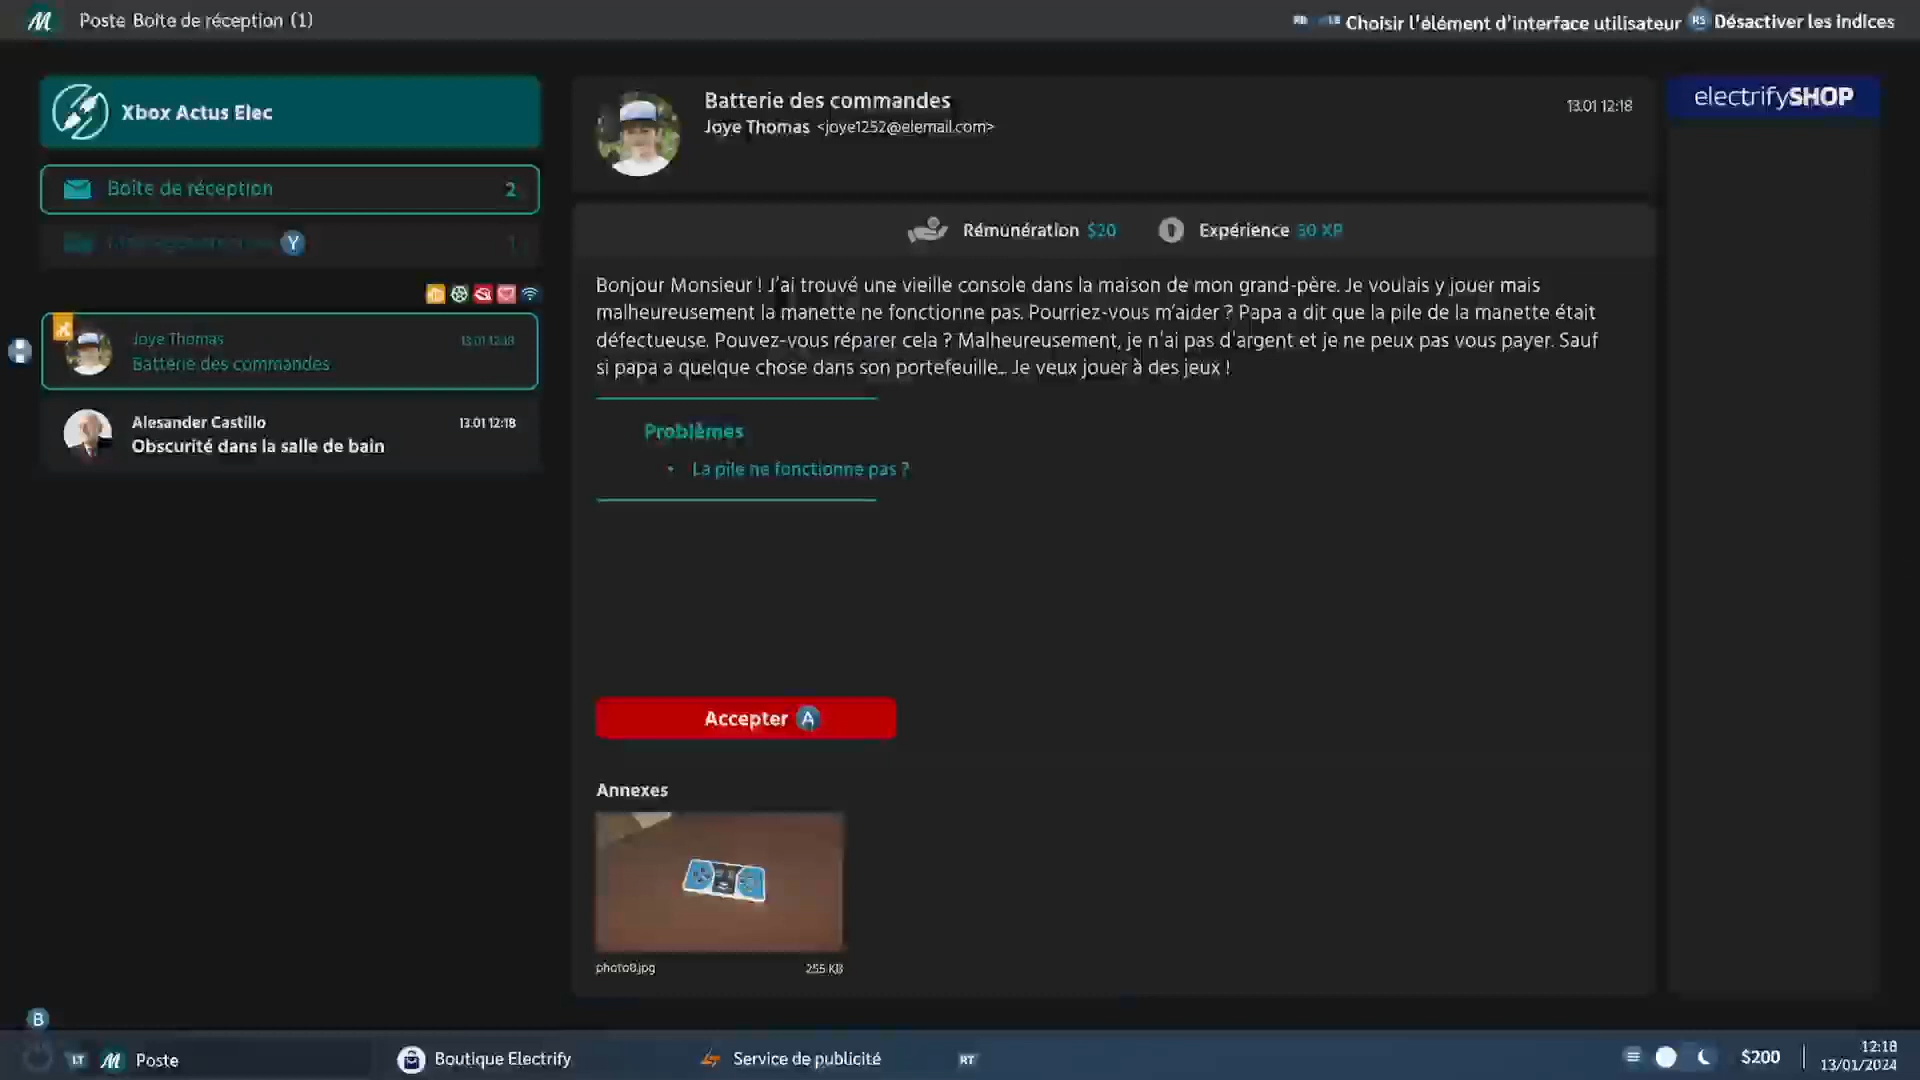 Poste Boîte de réception (1)
Choisir l'élément d'interface utilisateur
RS Désactiver les indices
Xbox Actus Elec
Boîte de réception 2
Y 1
Joye Thomas
Batterie des commandes
Alesander Castillo 13.01 12:18
Obscurité dans la salle de bain
Batterie des commandes
Joye Thomas <joye1252@elemail.com>
13.01 12:18
Rémunération $20 Expérience 50 XP
Bonjour Monsieur ! J'ai trouvé une vieille console dans la maison de mon grand-père. Je voulais y jouer mais
malheureusement la manette ne fonctionne pas. Pourriez-vous m'aider ? Papa a dit que la pile de la manette était
défectueuse. Pouvez-vous réparer cela ? Malheureusement, je n'ai pas d'argent et je ne peux pas vous payer. Sauf
si papa a quelque chose dans son portefeuille... Je veux jouer à des jeux !
Problèmes
• La pile ne fonctionne pas ?
Accepter A
Annexes
photo8.jpg 255 KB
electrifySHOP
B
LT Poste
Boutique Electrify
Service de publicité
RT
$200
12:18
13/01/2024